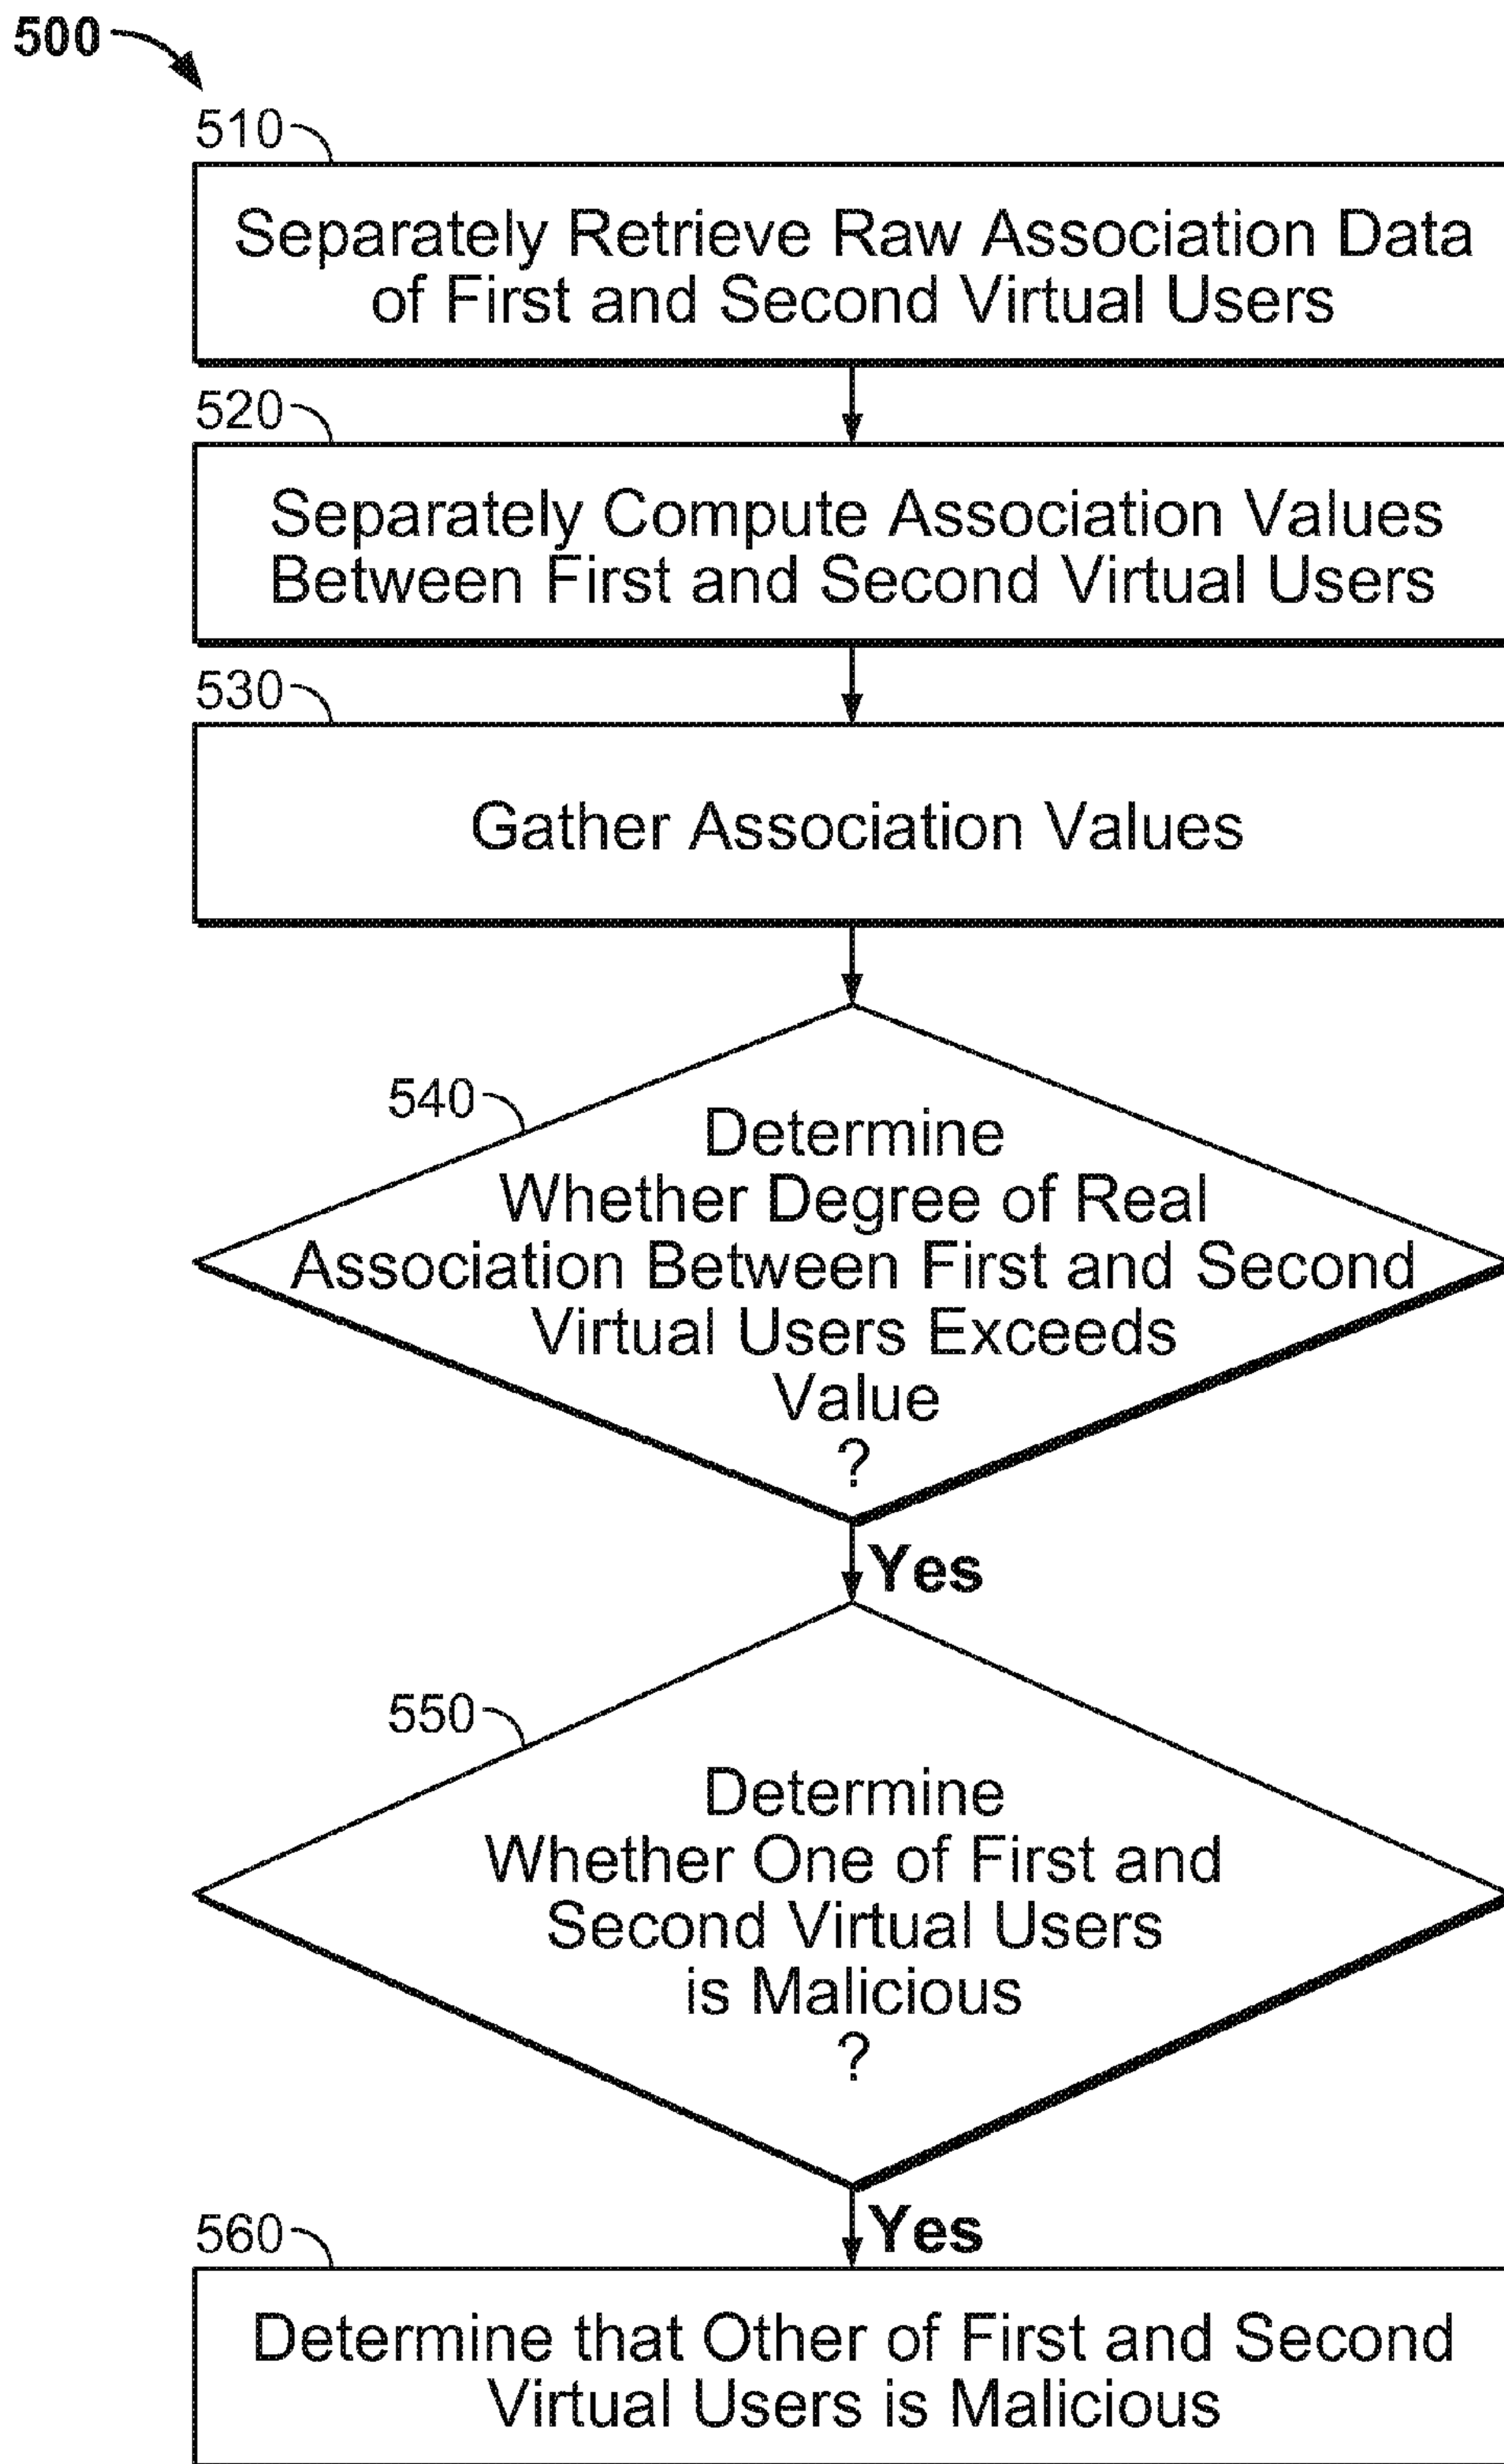 500
510
Separately Retrieve Raw Association Data
of First and Second Virtual Users
520
Separately Compute Association Values
Between First and Second Virtual Users
530
Gather Association Values
540
Determine
Whether Degree of Real
Association Between First and Second
Virtual Users Exceeds
Value
?
Yes
550
Determine
Whether One of First and
Second Virtual Users
is Malicious
?
Yes
560
Determine that Other of First and Second
Virtual Users is Malicious